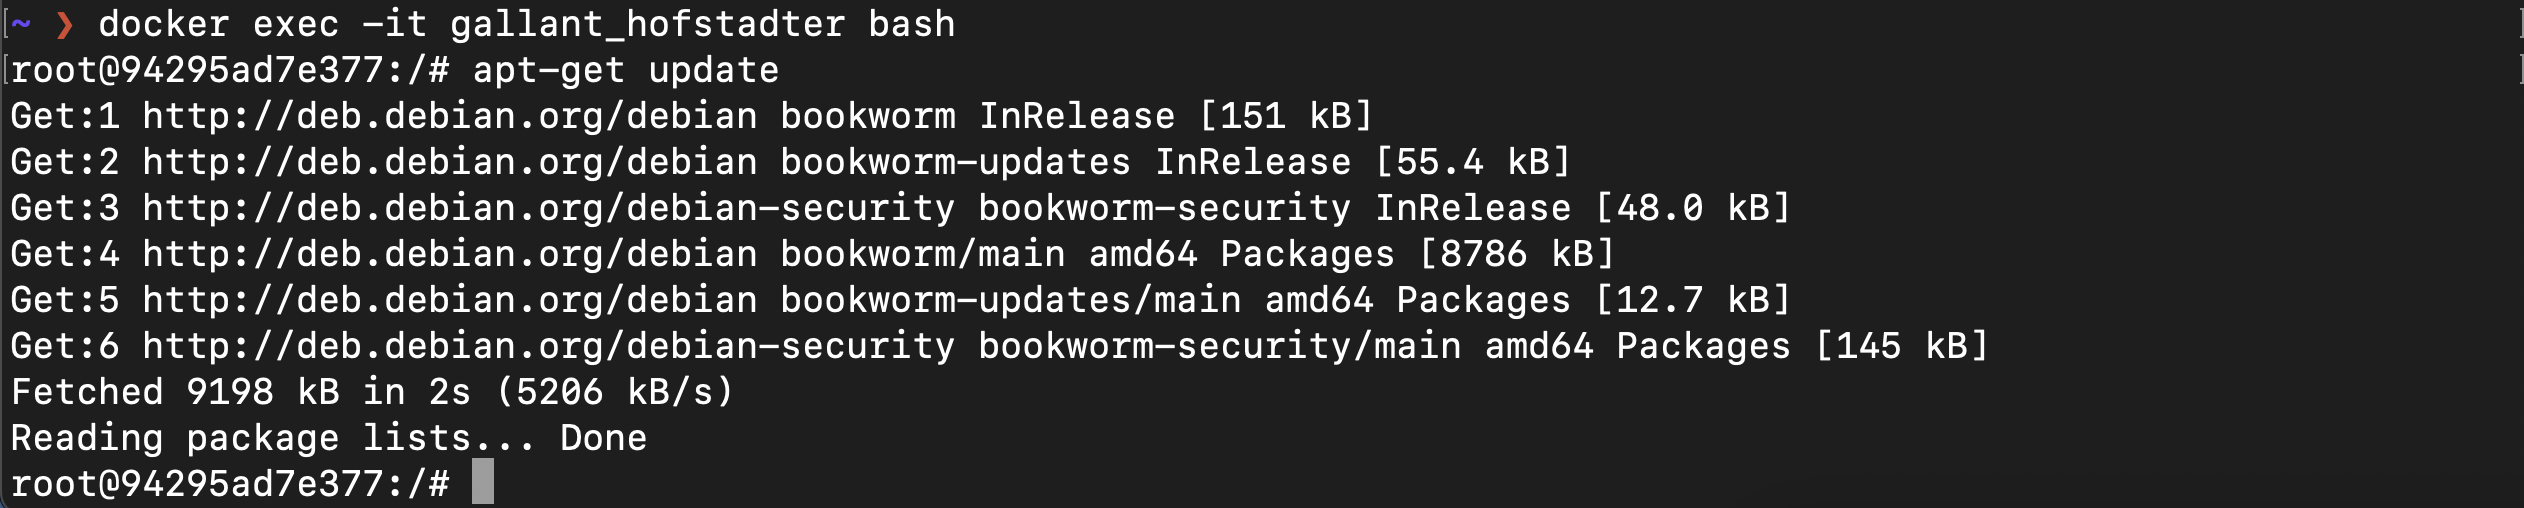 [~ ❯ docker exec -it gallant_hofstadter bash ]
[root@94295ad7e377:/# apt-get update ]
Get:1 http://deb.debian.org/debian bookworm InRelease [151 kB]
Get:2 http://deb.debian.org/debian bookworm-updates InRelease [55.4 kB]
Get:3 http://deb.debian.org/debian-security bookworm-security InRelease [48.0 kB]
Get:4 http://deb.debian.org/debian bookworm/main amd64 Packages [8786 kB]
Get:5 http://deb.debian.org/debian bookworm-updates/main amd64 Packages [12.7 kB]
Get:6 http://deb.debian.org/debian-security bookworm-security/main amd64 Packages [145 kB]
Fetched 9198 kB in 2s (5206 kB/s)
Reading package lists... Done
root@94295ad7e377:/#